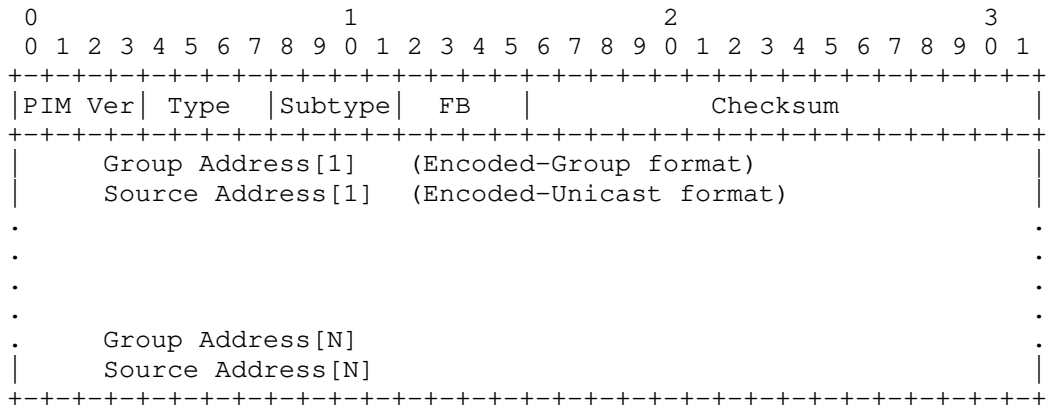 0                   1                   2                   3
 0 1 2 3 4 5 6 7 8 9 0 1 2 3 4 5 6 7 8 9 0 1 2 3 4 5 6 7 8 9 0 1
+-+-+-+-+-+-+-+-+-+-+-+-+-+-+-+-+-+-+-+-+-+-+-+-+-+-+-+-+-+-+-+-+
|PIM Ver| Type  |Subtype|  FB   |           Checksum            |
+-+-+-+-+-+-+-+-+-+-+-+-+-+-+-+-+-+-+-+-+-+-+-+-+-+-+-+-+-+-+-+-+
|     Group Address[1]   (Encoded-Group format)                 |
|     Source Address[1]  (Encoded-Unicast format)               |
.                                                               .
.                                                               .
.                                                               .
.                                                               .
.     Group Address[N]                                          .
|     Source Address[N]                                         |
+-+-+-+-+-+-+-+-+-+-+-+-+-+-+-+-+-+-+-+-+-+-+-+-+-+-+-+-+-+-+-+-+